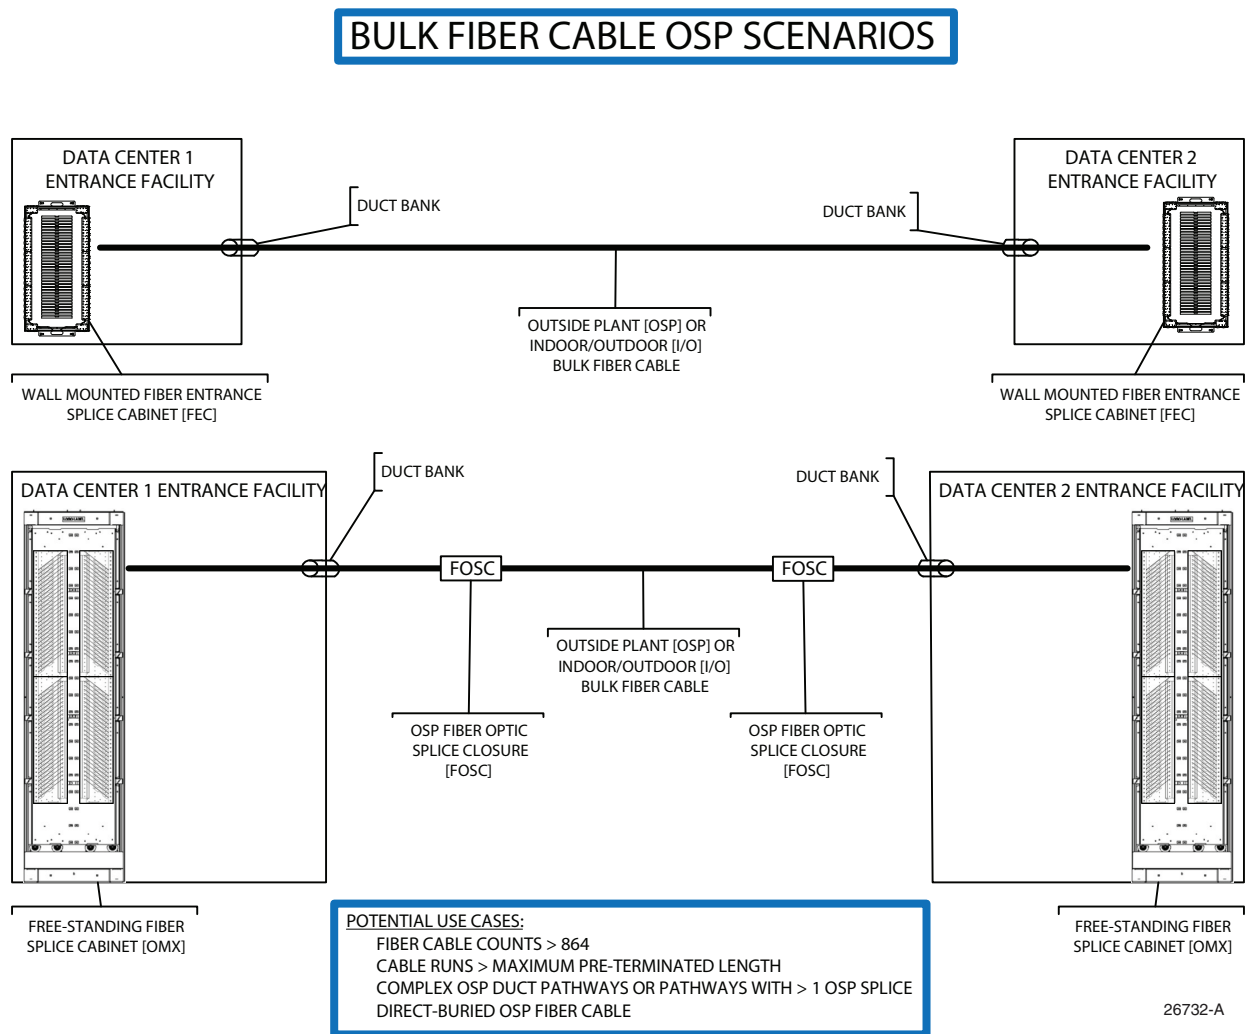 BULK FIBER CABLE OSP SCENARIOS
DATA CENTER 1
ENTRANCE FACILITY
DUCT BANK
DUCT BANK
DATA CENTER 2
ENTRANCE FACILITY
OUTSIDE PLANT [OSP] OR
INDOOR/OUTDOOR [I/O]
BULK FIBER CABLE
WALL MOUNTED FIBER ENTRANCE
SPLICE CABINET [FEC]
WALL MOUNTED FIBER ENTRANCE
SPLICE CABINET [FEC]
DATA CENTER 1 ENTRANCE FACILITY
DUCT BANK
DUCT BANK
DATA CENTER 2 ENTRANCE FACILITY
FOSC
FOSC
OUTSIDE PLANT [OSP] OR
INDOOR/OUTDOOR [I/O]
BULK FIBER CABLE
OSP FIBER OPTIC
SPLICE CLOSURE
[FOSC]
OSP FIBER OPTIC
SPLICE CLOSURE
[FOSC]
FREE-STANDING FIBER
SPLICE CABINET [OMX]
FREE-STANDING FIBER
SPLICE CABINET [OMX]
POTENTIAL USE CASES:
FIBER CABLE COUNTS > 864
CABLE RUNS > MAXIMUM PRE-TERMINATED LENGTH
COMPLEX OSP DUCT PATHWAYS OR PATHWAYS WITH > 1 OSP SPLICE
DIRECT-BURIED OSP FIBER CABLE
26732-A